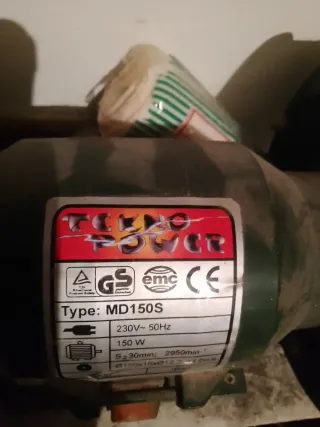 TEKNO
POWER
GS emc CE
Type: MD150S
230V~ 50Hz
150 W
S2 30min; 2950min⁻¹